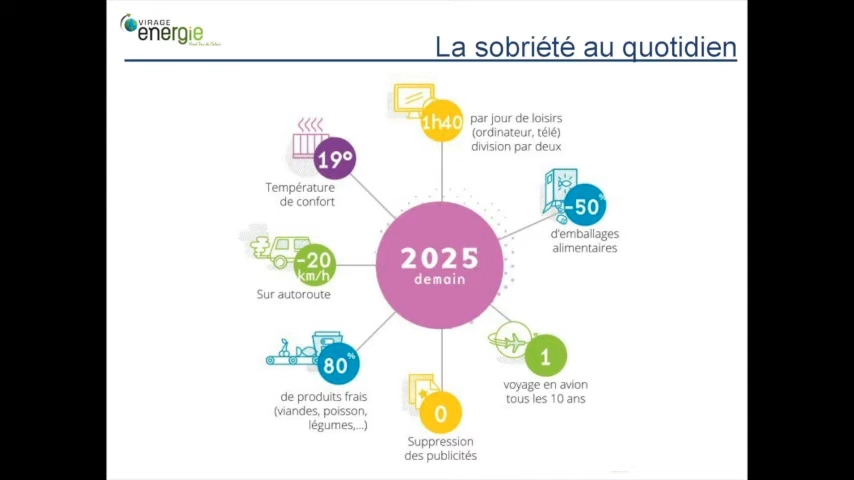 VIRAGE
énergie
La sobriété au quotidien
1h40
par jour de loisirs
(ordinateur, télé)
division par deux
19°
Température
de confort
-50%
d'emballages
alimentaires
2025
demain
-20
km/h
Sur autoroute
80%
de produits frais
(viandes, poisson,
légumes,...)
1
voyage en avion
tous les 10 ans
0
Suppression
des publicités